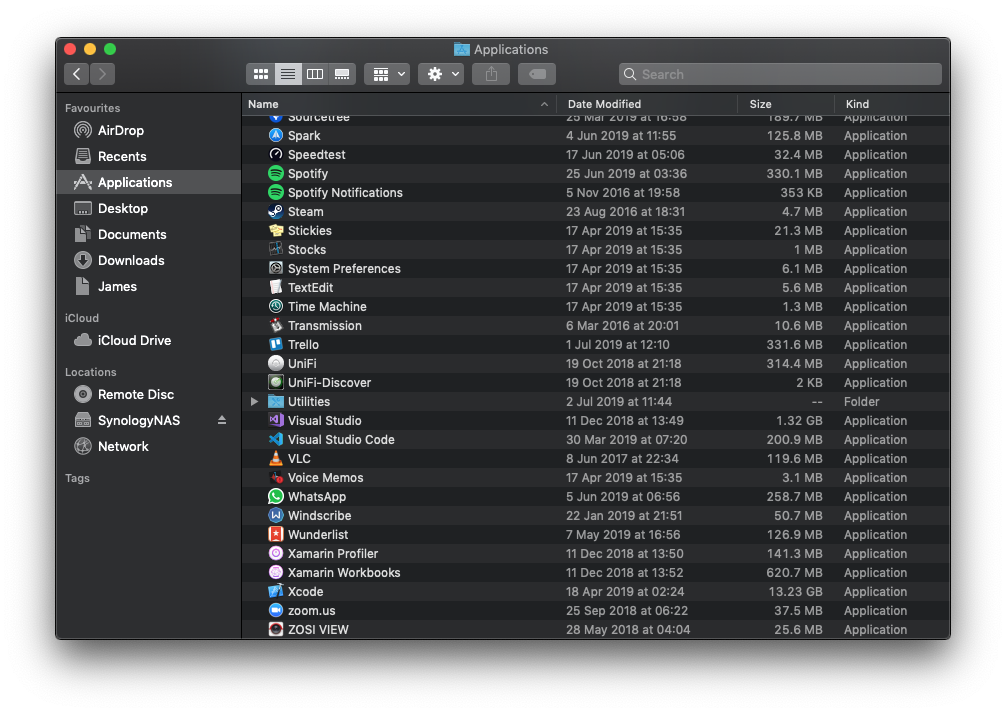 Applications
Search
Favourites
AirDrop
Recents
Applications
Desktop
Documents
Downloads
James
iCloud
iCloud Drive
Locations
Remote Disc
SynologyNAS
Network
Tags
Name Date Modified Size Kind
Sourcetree 25 Mar 2019 at 16:58 189.7 MB Application
Spark 4 Jun 2019 at 11:55 125.8 MB Application
Speedtest 17 Jun 2019 at 05:06 32.4 MB Application
Spotify 25 Jun 2019 at 03:36 330.1 MB Application
Spotify Notifications 5 Nov 2016 at 19:58 353 KB Application
Steam 23 Aug 2016 at 18:31 4.7 MB Application
Stickies 17 Apr 2019 at 15:35 21.3 MB Application
Stocks 17 Apr 2019 at 15:35 1 MB Application
System Preferences 17 Apr 2019 at 15:35 6.1 MB Application
TextEdit 17 Apr 2019 at 15:35 5.6 MB Application
Time Machine 17 Apr 2019 at 15:35 1.3 MB Application
Transmission 6 Mar 2016 at 20:01 10.6 MB Application
Trello 1 Jul 2019 at 12:10 331.6 MB Application
UniFi 19 Oct 2018 at 21:18 314.4 MB Application
UniFi-Discover 19 Oct 2018 at 21:18 2 KB Application
Utilities 2 Jul 2019 at 11:44 -- Folder
Visual Studio 11 Dec 2018 at 13:49 1.32 GB Application
Visual Studio Code 30 Mar 2019 at 07:20 200.9 MB Application
VLC 8 Jun 2017 at 22:34 119.6 MB Application
Voice Memos 17 Apr 2019 at 15:35 3.1 MB Application
WhatsApp 5 Jun 2019 at 06:56 258.7 MB Application
Windscribe 22 Jan 2019 at 21:51 50.7 MB Application
Wunderlist 7 May 2019 at 16:56 126.9 MB Application
Xamarin Profiler 11 Dec 2018 at 13:50 141.3 MB Application
Xamarin Workbooks 11 Dec 2018 at 13:52 620.7 MB Application
Xcode 18 Apr 2019 at 02:24 13.23 GB Application
zoom.us 25 Sep 2018 at 06:22 37.5 MB Application
ZOSI VIEW 28 May 2018 at 04:04 25.6 MB Application